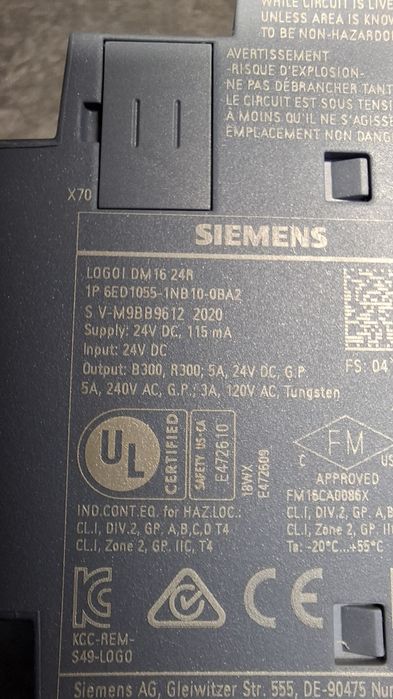 WHILE CIRCUIT IS LIVE
UNLESS AREA IS KNOW
TO BE NON-HAZARDO
AVERTISSEMENT
-RISQUE D'EXPLOSION-
NE PAS DÉBRANCHER TANT
LE CIRCUIT EST SOUS TENSI
À MOINS QU'IL NE S'AGISSE
EMPLACEMENT NON DANG
X70
SIEMENS
LOGO! DM16 24R
1P 6ED1055-1NB10-0BA2
S V-M9BB9612 2020
Supply: 24V DC, 115 mA
Input: 24V DC
Output: B300, R300; 5A, 24V DC, G.P.
5A, 240V AC, G.P.; 3A, 120V AC, Tungsten
FS: 04
UL
CERTIFIED
SAFETY US-CA
E472610
18WX
E472609
C FM US
APPROVED
FM16CA0086X
IND.CONT.EQ. for HAZ.LOC.:
CL.I, DIV.2, GP. A,B,C,D T4
CL.I, Zone 2, GP. IIC, T4
CL.I, DIV.2, GP. A,B
CL.I, Zone 2, GP. II
Ta: -20°C...+55°C
CE
KCC-REM-
S49-LOGO
Siemens AG, Gleiwitzer Str. 555, DE-90475 Nur